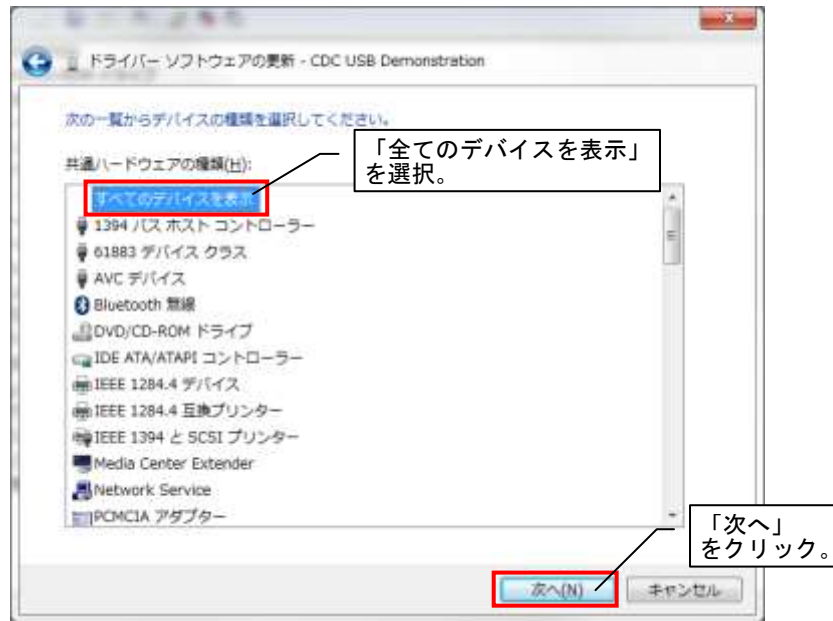 ドライバー ソフトウェアの更新 - CDC USB Demonstration
次の一覧からデバイスの種類を選択してください。
共通ハードウェアの種類(H):
「全てのデバイスを表示」
を選択。
すべてのデバイスを表示
1394 バス ホスト コントローラー
61883 デバイス クラス
AVC デバイス
Bluetooth 無線
DVD/CD-ROM ドライブ
IDE ATA/ATAPI コントローラー
IEEE 1284.4 デバイス
IEEE 1284.4 互換プリンター
IEEE 1394 と SCSI プリンター
Media Center Extender
Network Service
PCMCIA アダプター
「次へ」
をクリック。
次へ(N)
キャンセル